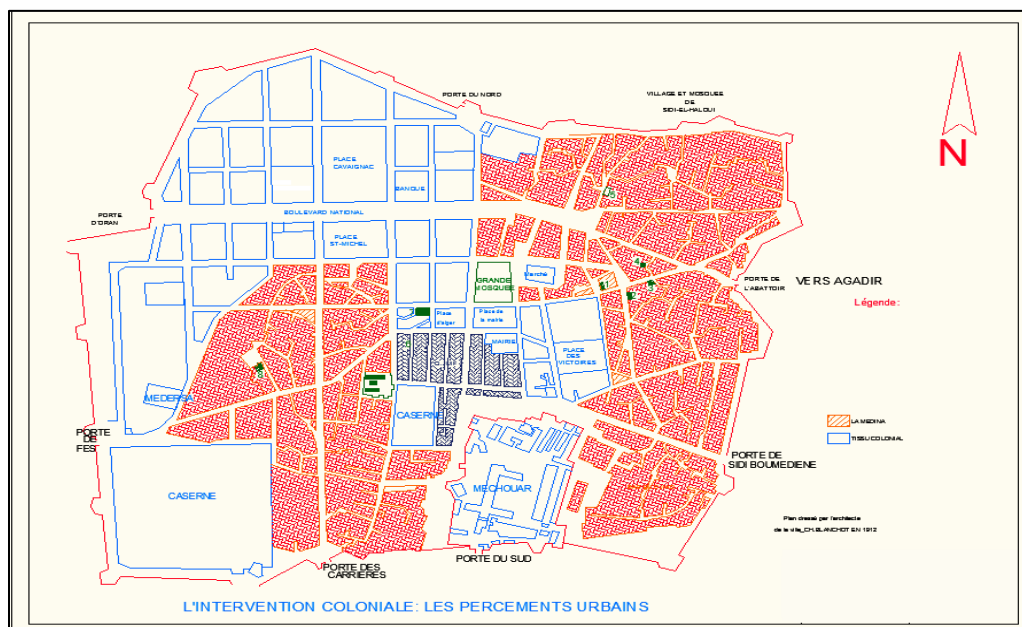 PORTE DU NORD
VILLAGE ET MOSQUEE
DE
SIDI-EL-HALOUI
N
PLACE
CAVAIGNAC
BANQUE
PORTE
D'ORAN
BOULEVARD NATIONAL
PLACE
ST-MICHEL
GRANDE
MOSQUEE
Marché
PORTE DE
L'ABATTOIR
VERS AGADIR
Légende:
Place
d'alger
Place de
la mairie
MAIRIE
PLACE
DES
VICTOIRES
MEDERSA
CASERNE
LA MEDINA
TISSU COLONIAL
PORTE
DE
FES
PORTE DE
SIDI BOUMEDIENE
CASERNE
MECHOUAR
Plan dressé par l'architecte
de la ville_CH.BLANCHOT EN 1912
PORTE DU SUD
PORTE DES
CARRIERES
L'INTERVENTION COLONIALE: LES PERCEMENTS URBAINS